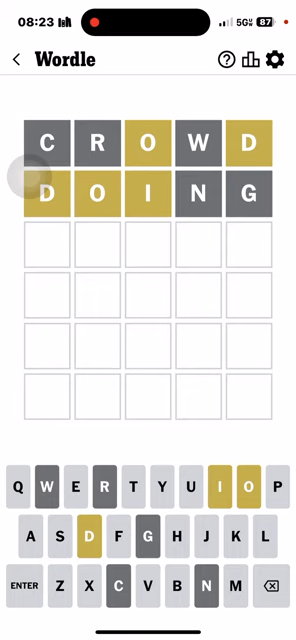 08:23 5G 87
Wordle
C R O W D
D O I N G
Q W E R T Y U I O P
A S D F G H J K L
ENTER Z X C V B N M